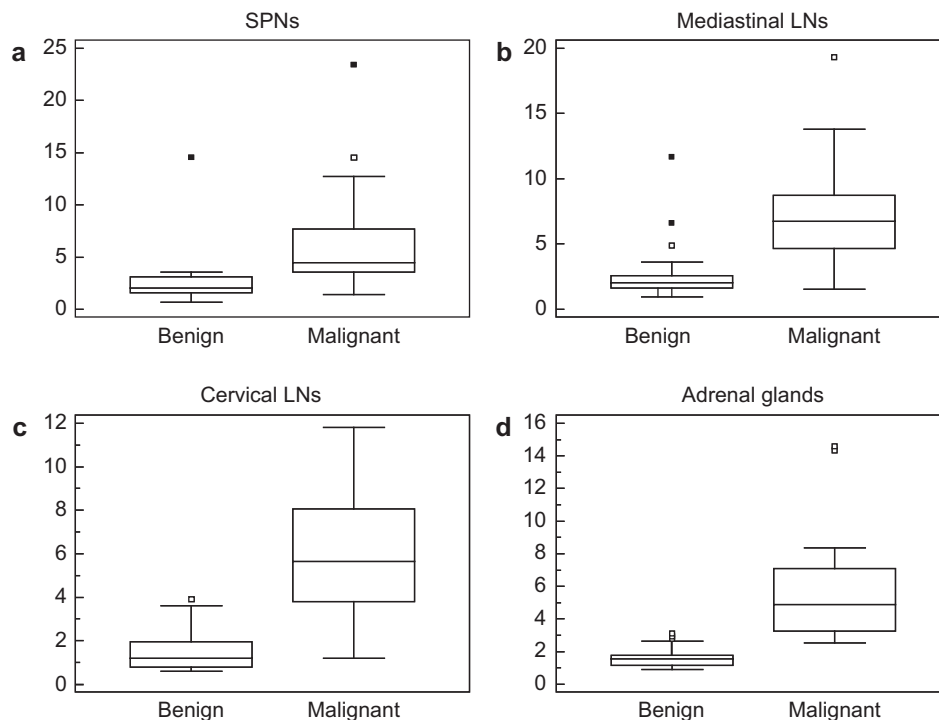 SPNs
a
25
20
15
10
5
0
Benign Malignant
Mediastinal LNs
b
20
15
10
5
0
Benign Malignant
Cervical LNs
c
12
10
8
6
4
2
0
Benign Malignant
Adrenal glands
d
16
14
12
10
8
6
4
2
0
Benign Malignant